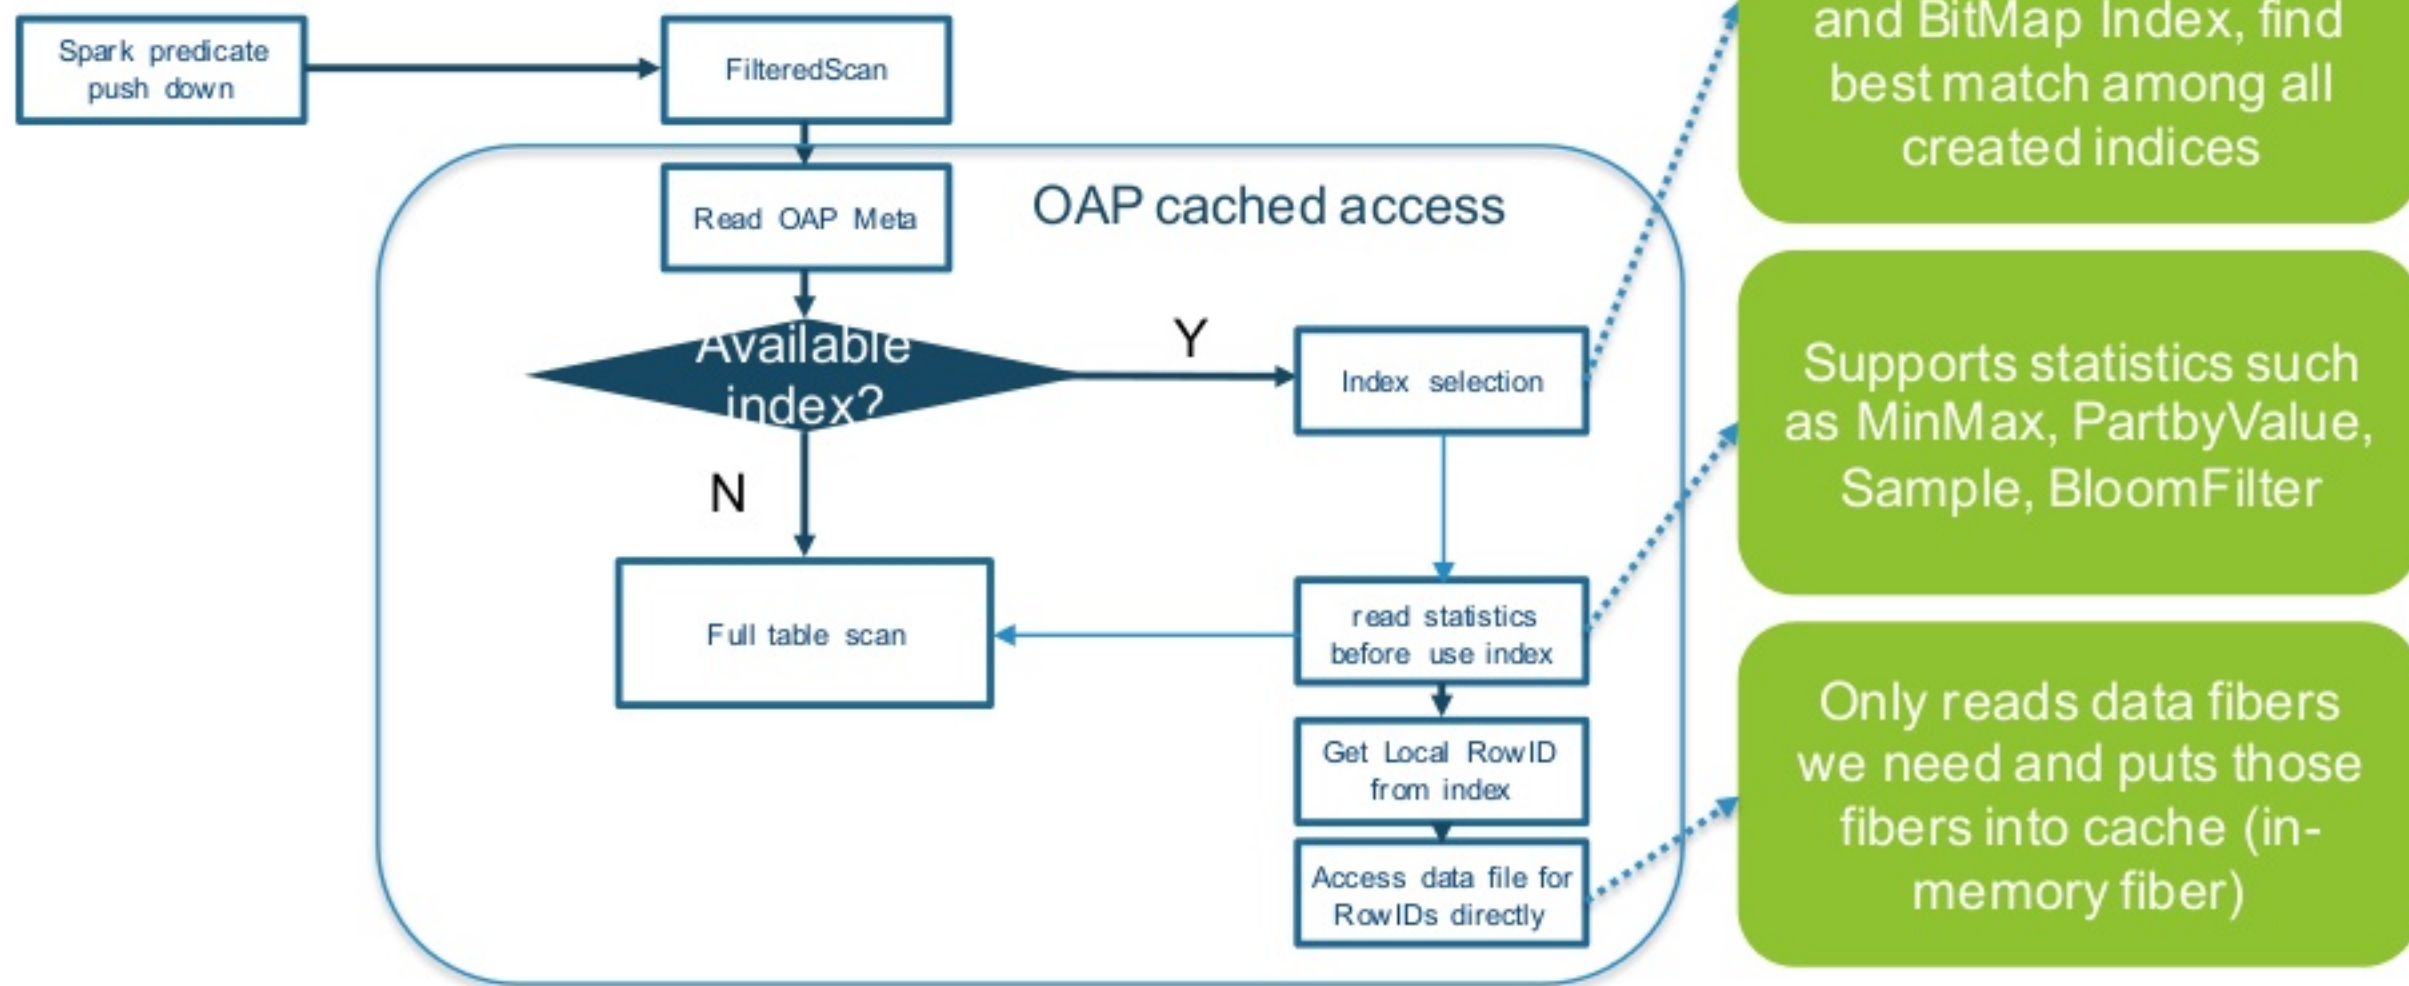 Spark predicate
push down
FilteredScan
and BitMap Index, find
best match among all
created indices
Read OAP Meta
OAP cached access
Available
index?
Y
Index selection
Supports statistics such
as MinMax, PartbyValue,
Sample, BloomFilter
N
Full table scan
read statistics
before use index
Get Local RowID
from index
Access data file for
RowIDs directly
Only reads data fibers
we need and puts those
fibers into cache (in-
memory fiber)